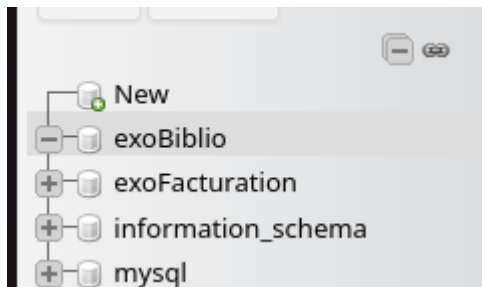 New
exoBiblio
exoFacturation
information_schema
mysql